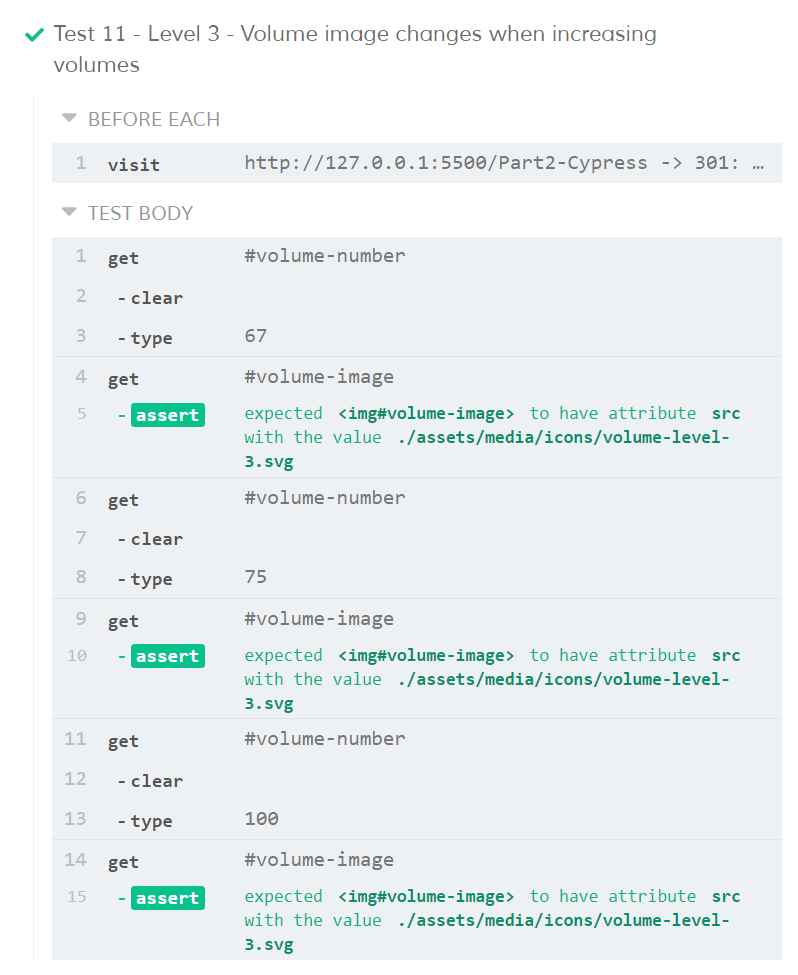 Test 11 - Level 3 - Volume image changes when increasing
volumes
BEFORE EACH
1 visit http://127.0.0.1:5500/Part2-Cypress -> 301: …
TEST BODY
1 get #volume-number
2 -clear
3 -type 67
4 get #volume-image
5 -assert expected <img#volume-image> to have attribute src
with the value ./assets/media/icons/volume-level-
3.svg
6 get #volume-number
7 -clear
8 -type 75
9 get #volume-image
10 -assert expected <img#volume-image> to have attribute src
with the value ./assets/media/icons/volume-level-
3.svg
11 get #volume-number
12 -clear
13 -type 100
14 get #volume-image
15 -assert expected <img#volume-image> to have attribute src
with the value ./assets/media/icons/volume-level-
3.svg